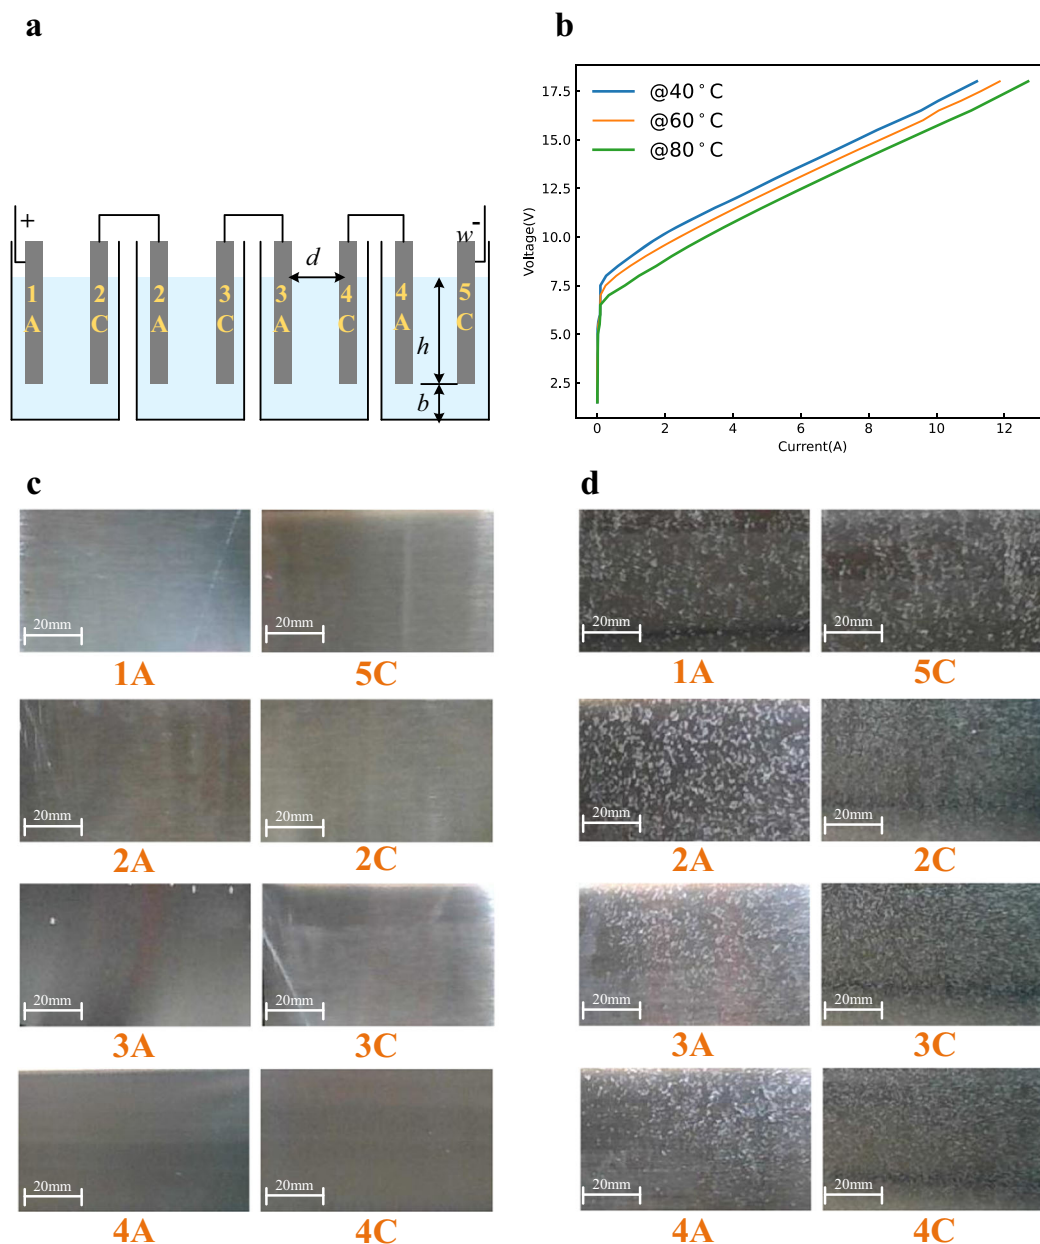 a
+
w
-
d
1 2 2 3 3 4 4 5
A C A C A C A C
h
b
b
@40°C
@60°C
@80°C
17.5
15.0
12.5
10.0
7.5
5.0
2.5
Voltage(V)
0 2 4 6 8 10 12
Current(A)
c
20mm
20mm
1A
5C
20mm
20mm
2A
2C
20mm
20mm
3A
3C
20mm
20mm
4A
4C
d
20mm
20mm
1A
5C
20mm
20mm
2A
2C
20mm
20mm
3A
3C
20mm
20mm
4A
4C